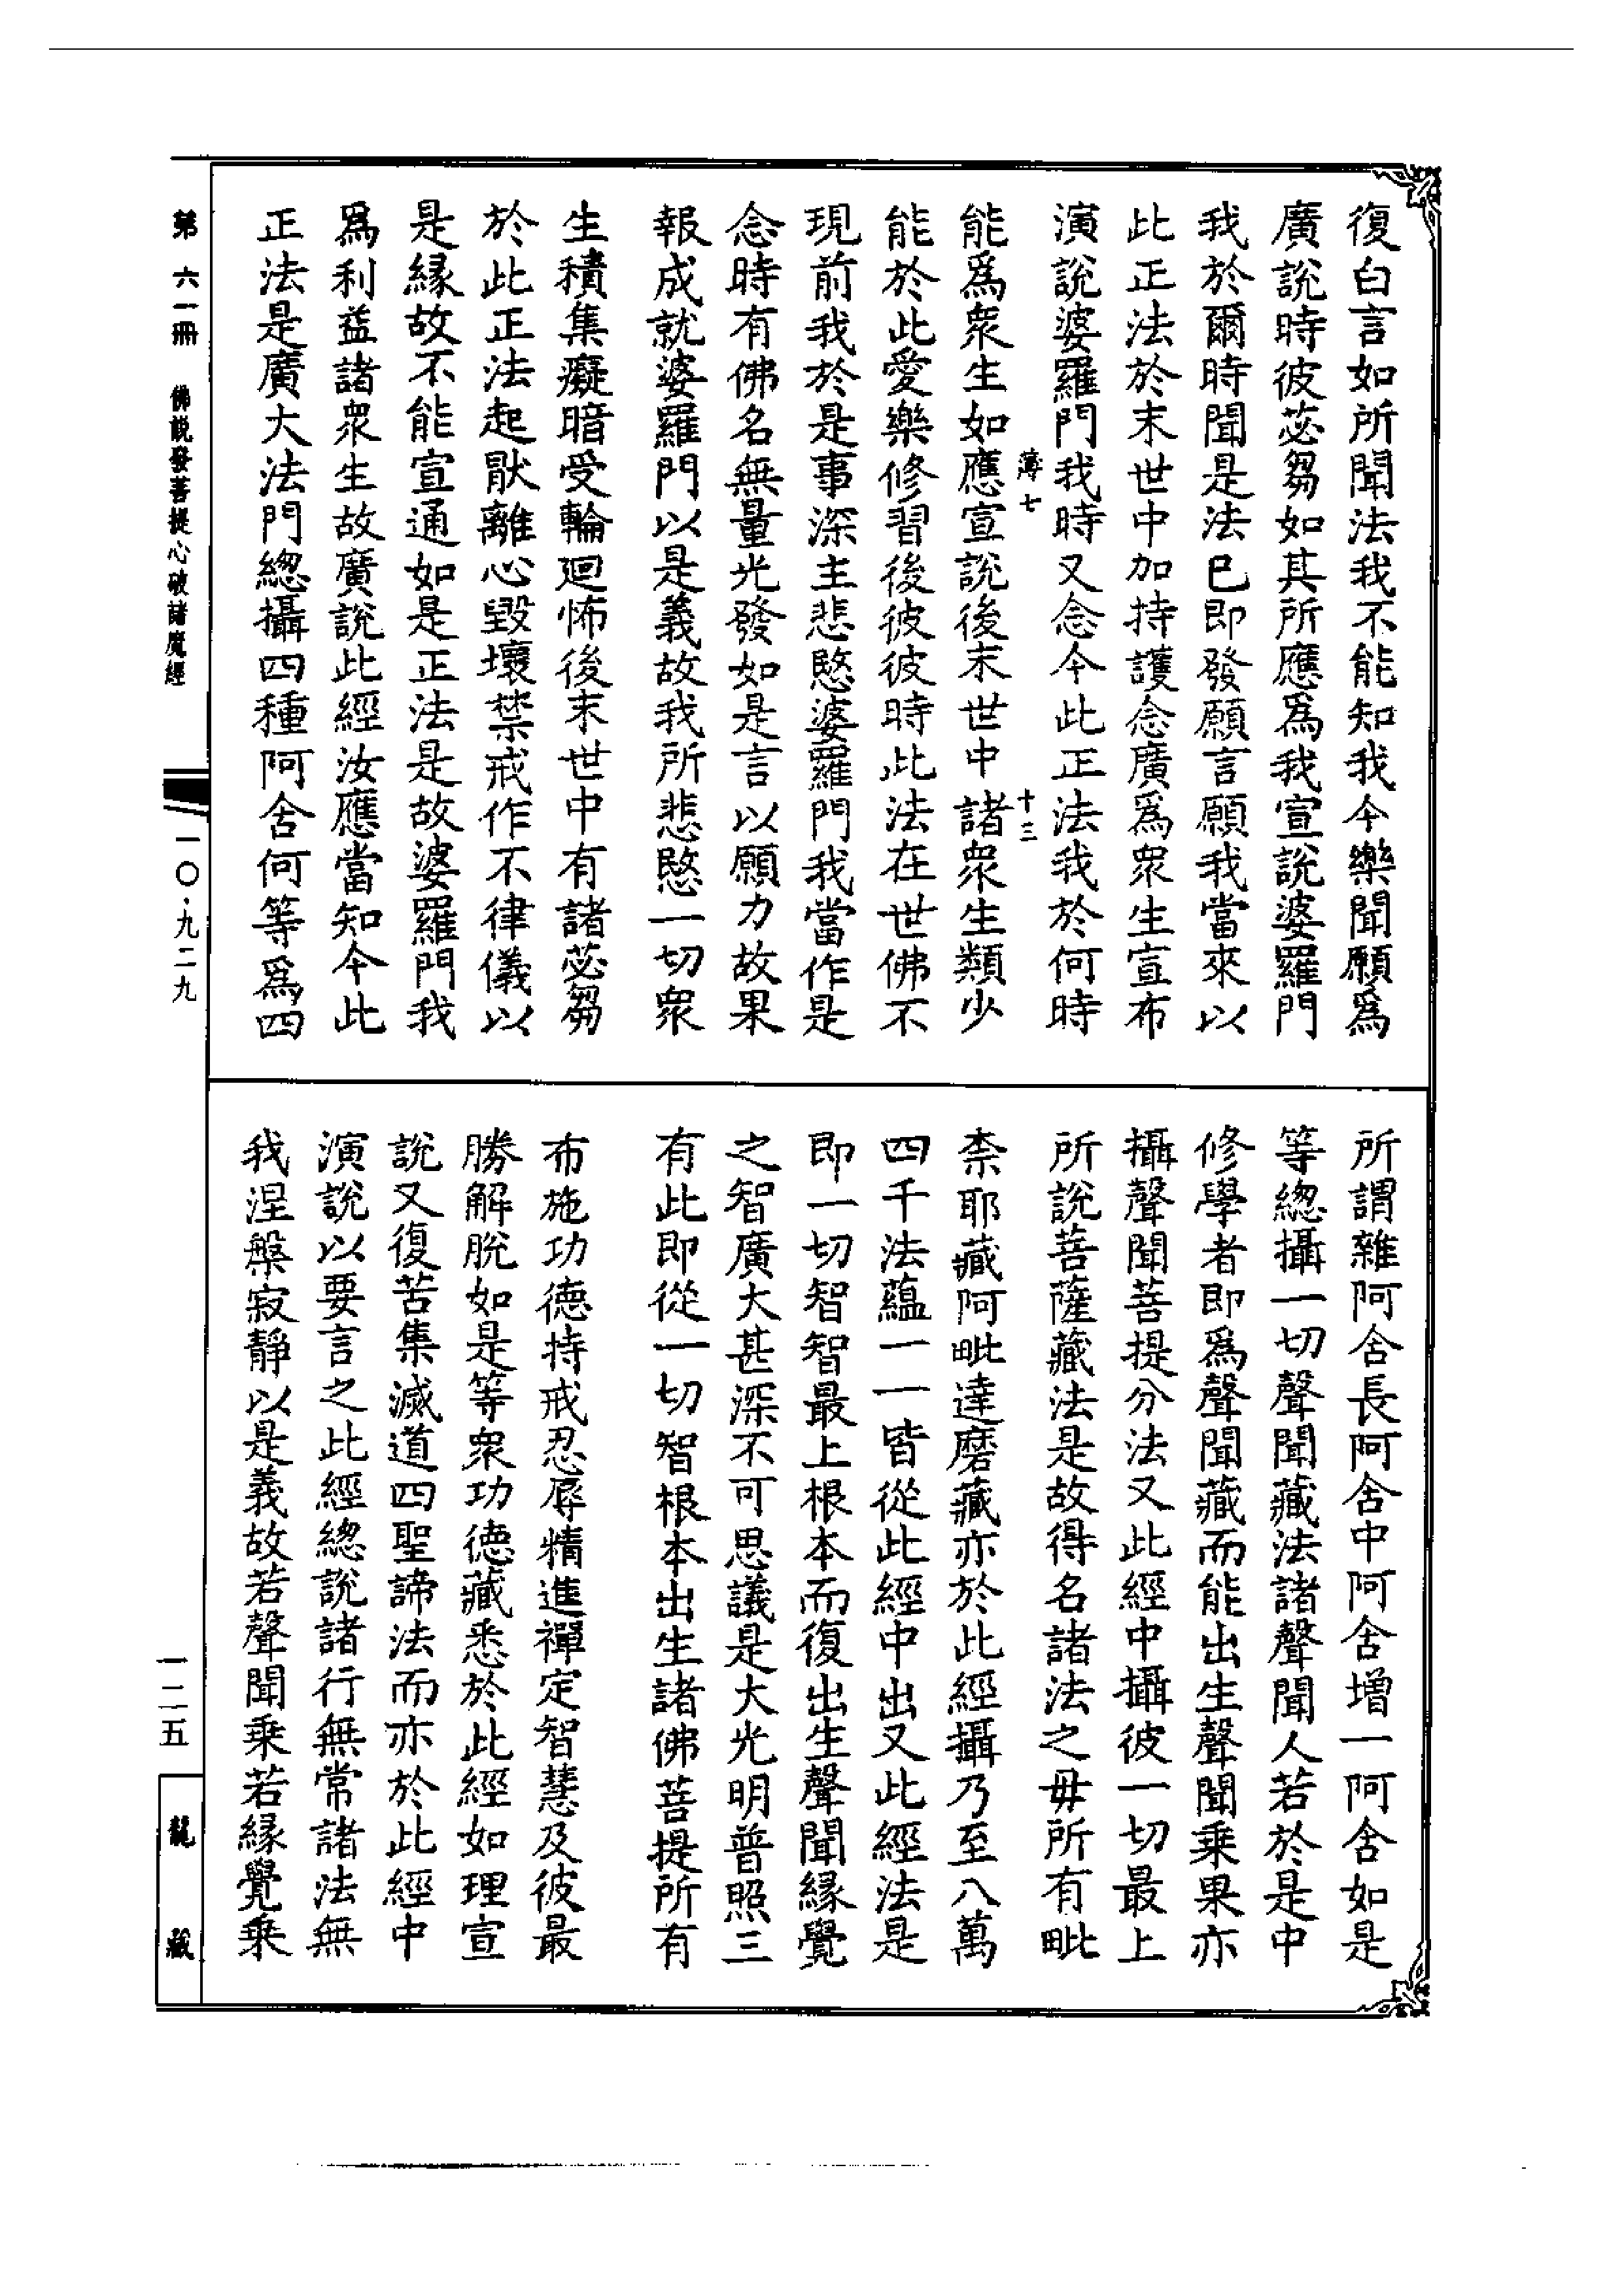 復白言如所聞法我不能知我今樂聞願爲
廣說時彼苾芻如其所應爲我宣說婆羅門
我於爾時聞是法已即發願言願我當來以
此正法於末世中加持護念廣爲衆生宣布
演說婆羅門我時又念今此正法我於何時
薄七
十三
能爲衆生如應宣說後末世中諸衆生類少
能於此愛樂修習後彼彼時此法在世佛不
現前我於是事深主悲愍婆羅門我當作是
念時有佛名無量光發如是言以願力故果
報成就婆羅門以是義故我所悲愍一切衆
生積集癡暗受輪迴怖後末世中有諸苾芻
於此正法起厭離心毀壞禁戒作不律儀以
是縁故不能宣通如是正法是故婆羅門我
爲利益諸衆生故廣說此經汝應當知今此
正法是廣大法門總攝四種阿含何等爲四
所謂雜阿含長阿含中阿含增一阿含如是
等總攝一切聲聞藏法諸聲聞人若於是中
修學者即爲聲聞藏而能出生聲聞乗果亦
攝聲聞菩提分法又此經中攝彼一切最上
所說菩薩藏法是故得名諸法之毋所有毗
柰耶藏阿毗達磨藏亦於此經攝乃至八萬
四千法蘊一一皆從此經中出又此經法是
即一切智智最上根本而復出生聲聞縁覺
之智廣大甚深不可思議是大光明普照三
有此即從一切智智根本出生諸佛菩提所有
布施功德持戒忍辱精進禪定智慧及彼最
勝解脫如是等衆功德藏悉於此經如理宣
說又復苦集滅道四聖諦法而亦於此經中
演說以要言之此經總說諸行無常諸法無
我涅槃寂靜以是義故若聲聞乗若縁覺乗
第六一冊 佛説發菩提心破諸魔經
一〇·九二九
一二五
龍藏